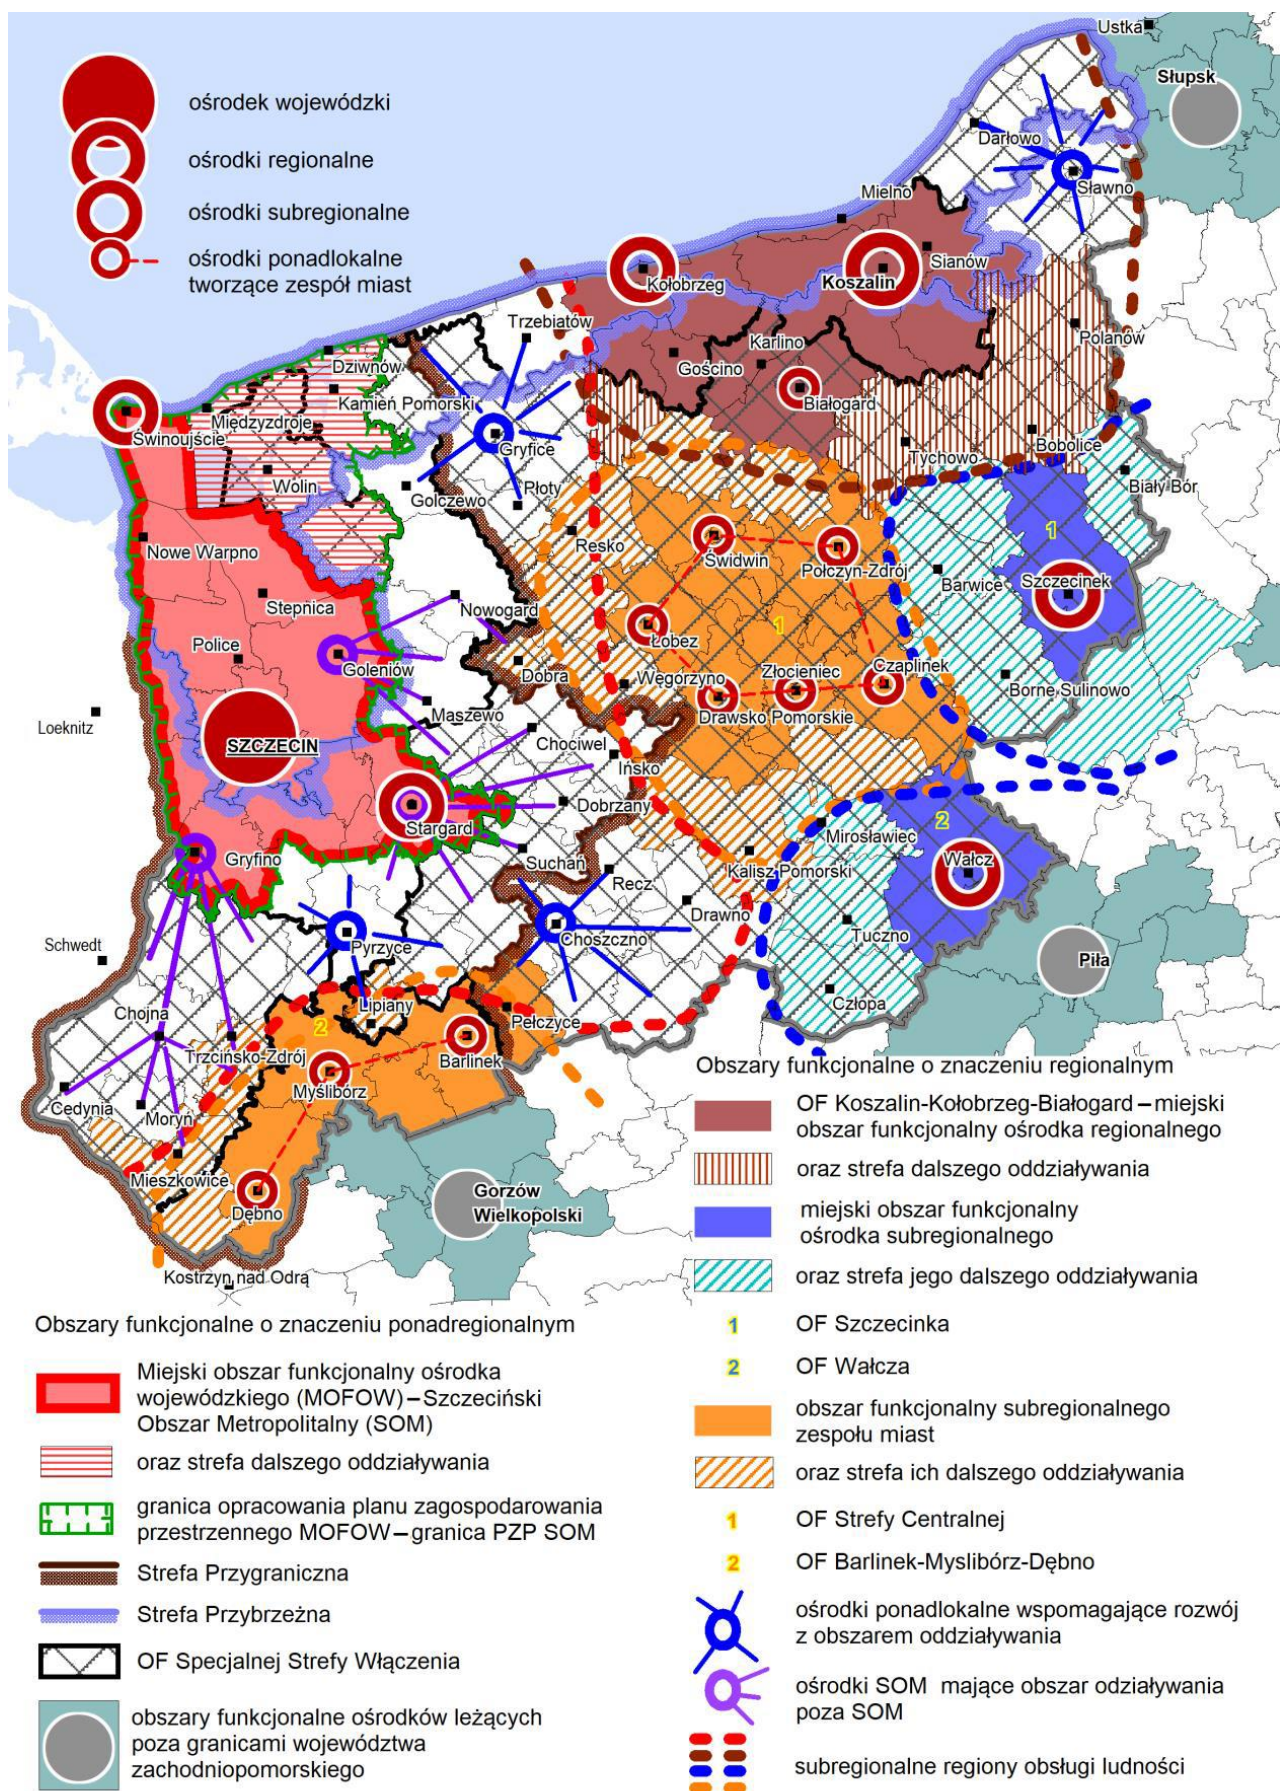 ośrodek wojewódzki
ośrodki regionalne
ośrodki subregionalne
ośrodki ponadlokalne
tworzące zespół miast
Ustka
Słupsk
Darłowo
Sławno
Mielno
Sianów
Kołobrzeg
Koszalin
Trzebiatów
Polanów
Karlino
Gościno
Dziwnów
Kamień Pomorski
Białogard
Międzyzdroje
Świnoujście
Gryfice
Tychowo
Bobolice
Wolin
Golczewo
Płoty
Biały Bór
Resko
1
Nowe Warpno
Świdwin
Połczyn-Zdrój
Barwice
Szczecinek
Stepnica
Nowogard
Łobez
1
Police
Goleniów
Dobra
Węgorzyno
Złocieniec
Czaplinek
Borne Sulinowo
Maszewo
Drawsko Pomorskie
Loeknitz
SZCZECIN
Chociwel
Ińsko
Dobrzany
Stargard
Mirosławiec
2
Gryfino
Suchań
Recz
Kalisz Pomorski
Wałcz
Drawno
Tuczno
Schwedt
Pyrzyce
Choszczno
Piła
Człopa
Chojna
Lipiany
Pełczyce
2
Trzcińsko-Zdrój
Barlinek
Cedynia
Moryń
Myślibórz
Mieszkowice
Dębno
Gorzów
Wielkopolski
Kostrzyn nad Odrą
Obszary funkcjonalne o znaczeniu regionalnym
OF Koszalin-Kołobrzeg-Białogard – miejski
obszar funkcjonalny ośrodka regionalnego
oraz strefa dalszego oddziaływania
miejski obszar funkcjonalny
ośrodka subregionalnego
oraz strefa jego dalszego oddziaływania
1 OF Szczecinka
2 OF Wałcza
obszar funkcjonalny subregionalnego
zespołu miast
oraz strefa ich dalszego oddziaływania
1 OF Strefy Centralnej
2 OF Barlinek-Myslibórz-Dębno
ośrodki ponadlokalne wspomagające rozwój
z obszarem oddziaływania
ośrodki SOM mające obszar odziaływania
poza SOM
subregionalne regiony obsługi ludności
Obszary funkcjonalne o znaczeniu ponadregionalnym
Miejski obszar funkcjonalny ośrodka
wojewódzkiego (MOFOW) – Szczeciński
Obszar Metropolitalny (SOM)
oraz strefa dalszego oddziaływania
granica opracowania planu zagospodarowania
przestrzennego MOFOW – granica PZP SOM
Strefa Przygraniczna
Strefa Przybrzeżna
OF Specjalnej Strefy Włączenia
obszary funkcjonalne ośrodków leżących
poza granicami województwa
zachodniopomorskiego